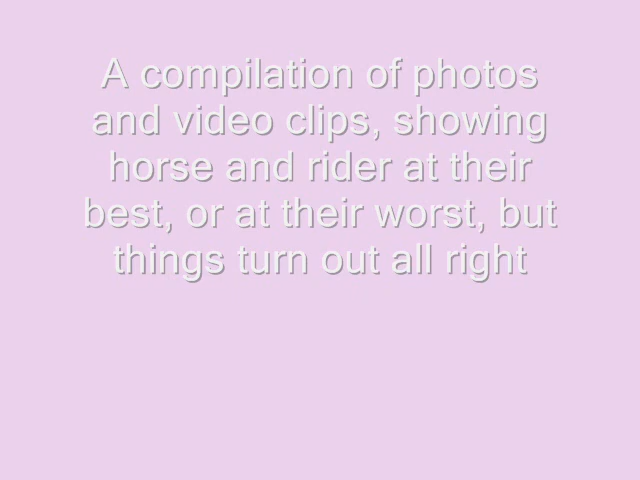 A compilation of photos
and video clips, showing
horse and rider at their
best, or at their worst, but
things turn out all right